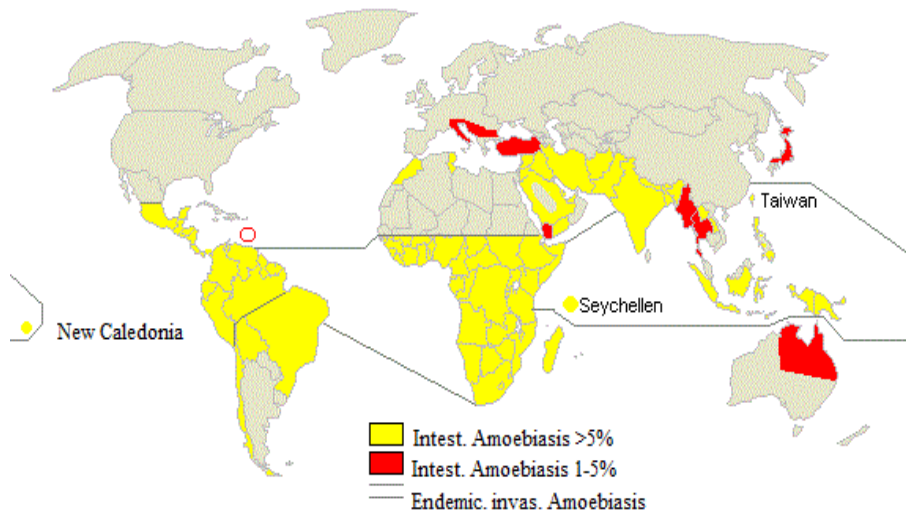 Taiwan
Seychellen
New Caledonia
Intest. Amoebiasis >5%
Intest. Amoebiasis 1-5%
Endemic. invas. Amoebiasis